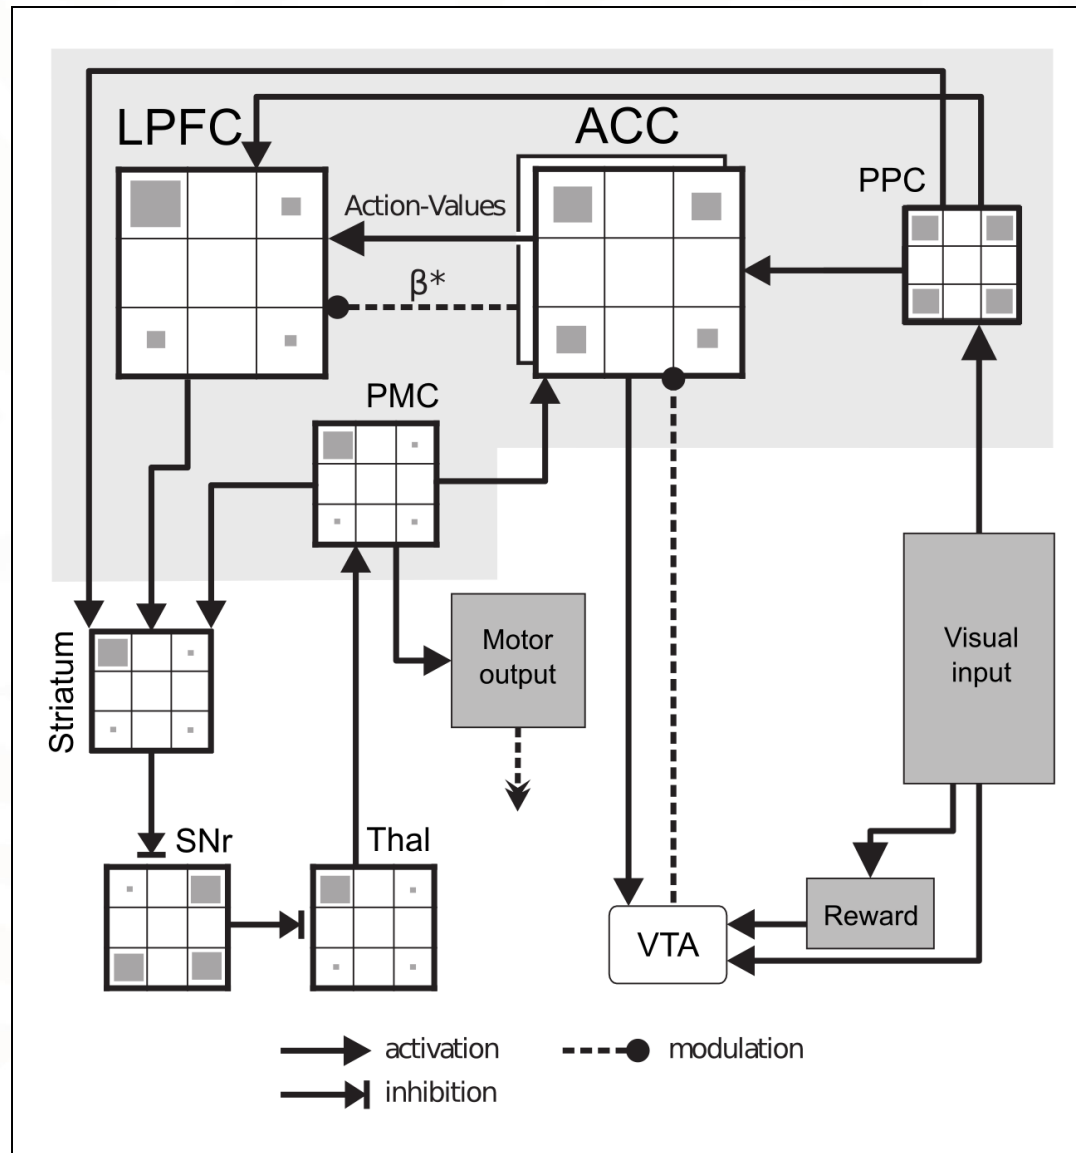 LPFC
ACC
PPC
Action-Values
β*
PMC
Striatum
Motor
output
Visual
input
SNr
Thal
Reward
VTA
activation
modulation
inhibition